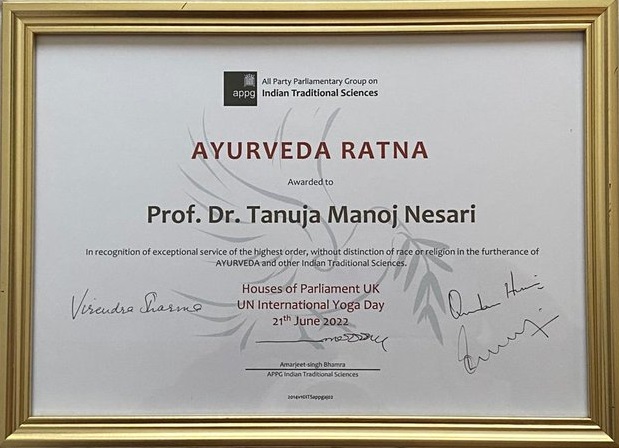 appg
All Party Parliamentary Group on
Indian Traditional Sciences
AYURVEDA RATNA
Awarded to
Prof. Dr. Tanuja Manoj Nesari
In recognition of exceptional service of the highest order, without distinction of race or religion in the furtherance of
AYURVEDA and other Indian Traditional Sciences.
Houses of Parliament UK
UN International Yoga Day
21th June 2022
Virendra Sharma
Amarjeet-singh Bhamra
APPG Indian Traditional Sciences